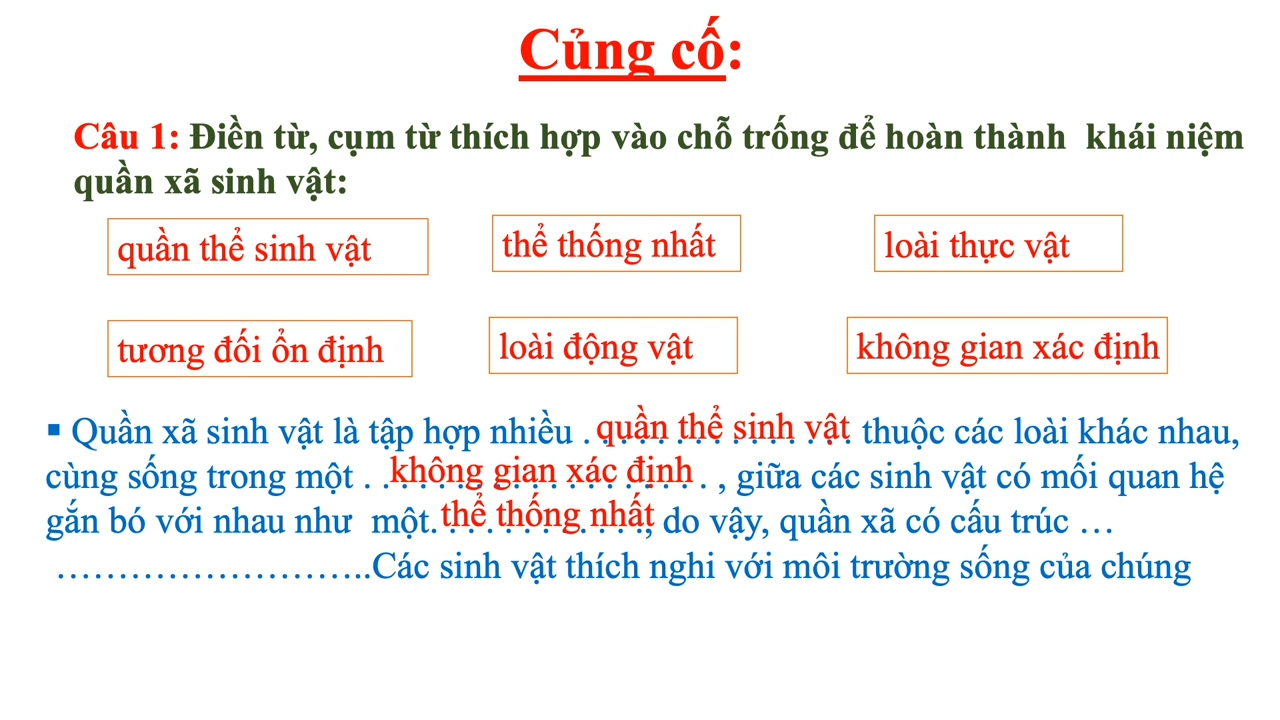 Củng cố:
Câu 1: Điền từ, cụm từ thích hợp vào chỗ trống để hoàn thành khái niệm
quần xã sinh vật:
quần thể sinh vật
thể thống nhất
loài thực vật
tương đối ổn định
loài động vật
không gian xác định
▪ Quần xã sinh vật là tập hợp nhiều . quần thể sinh vật thuộc các loài khác nhau,
cùng sống trong một . . không gian xác định . , giữa các sinh vật có mối quan hệ
gắn bó với nhau như một. thể thống nhất, do vậy, quần xã có cấu trúc …
……………………..Các sinh vật thích nghi với môi trường sống của chúng